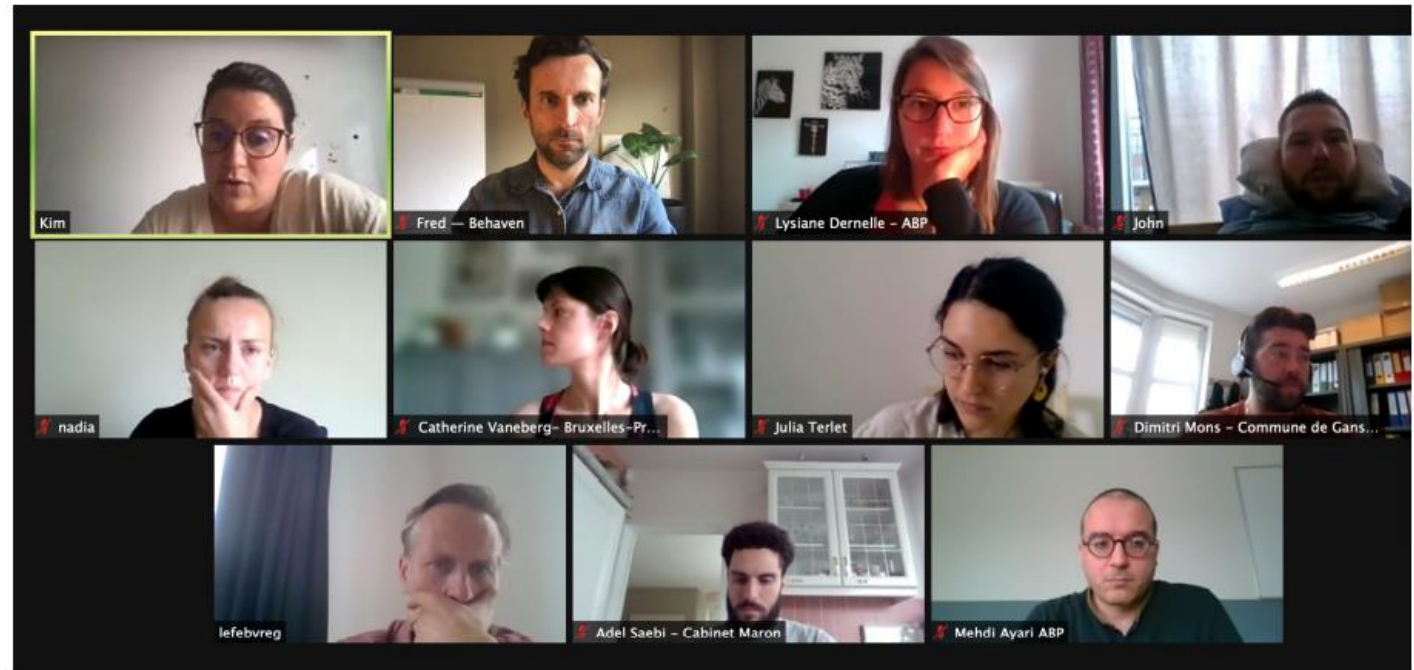 Kim
Fred — Behaven
Lysiane Dernelle – ABP
John
nadia
Catherine Vaneberg- Bruxelles-Pr...
Julia Terlet
Dimitri Mons – Commune de Gans...
lefebvreg
Adel Saebi – Cabinet Maron
Mehdi Ayari ABP